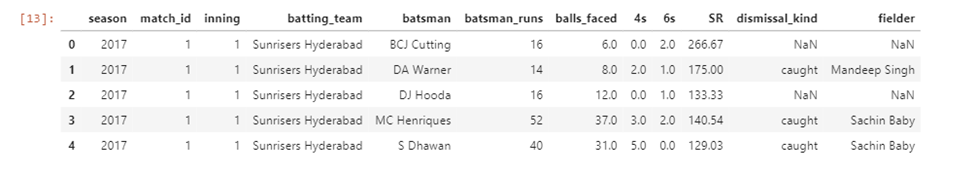 [13]: season match_id inning batting_team batsman batsman_runs balls_faced 4s 6s SR dismissal_kind fielder
0 2017 1 1 Sunrisers Hyderabad BCJ Cutting 16 6.0 0.0 2.0 266.67 NaN NaN
1 2017 1 1 Sunrisers Hyderabad DA Warner 14 8.0 2.0 1.0 175.00 caught Mandeep Singh
2 2017 1 1 Sunrisers Hyderabad DJ Hooda 16 12.0 0.0 1.0 133.33 NaN NaN
3 2017 1 1 Sunrisers Hyderabad MC Henriques 52 37.0 3.0 2.0 140.54 caught Sachin Baby
4 2017 1 1 Sunrisers Hyderabad S Dhawan 40 31.0 5.0 0.0 129.03 caught Sachin Baby